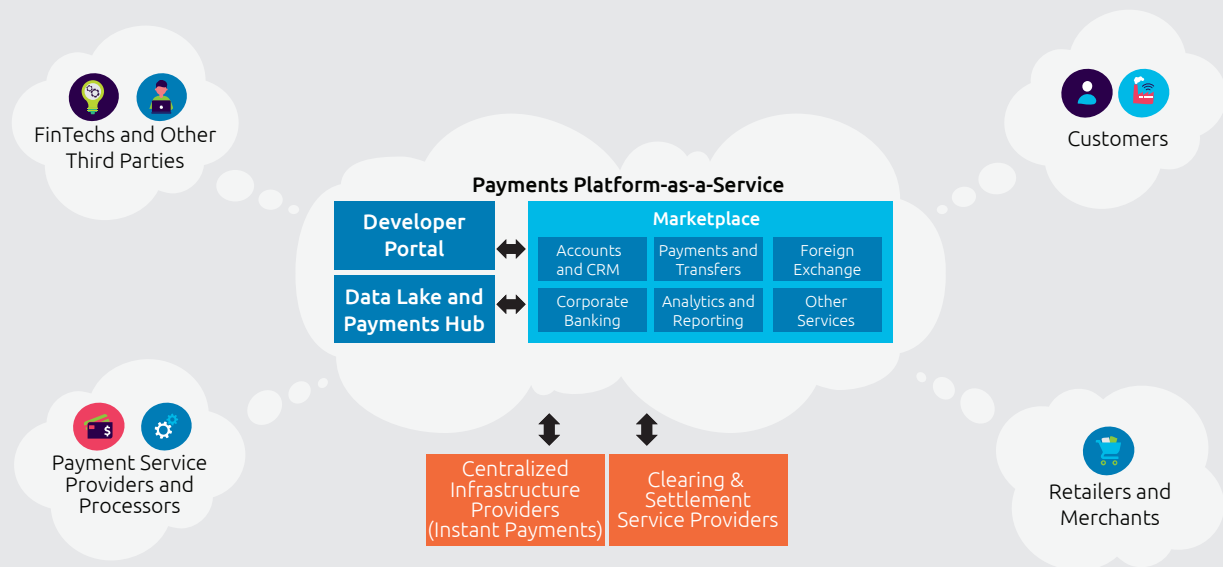 FinTechs and Other
Third Parties
Customers
Payments Platform-as-a-Service
Developer
Portal
Data Lake and
Payments Hub
Marketplace
Accounts
and CRM
Payments and
Transfers
Foreign
Exchange
Corporate
Banking
Analytics and
Reporting
Other
Services
Payment Service
Providers and
Processors
$
Centralized
Infrastructure
Providers
(Instant Payments)
Clearing &
Settlement
Service Providers
Retailers and
Merchants